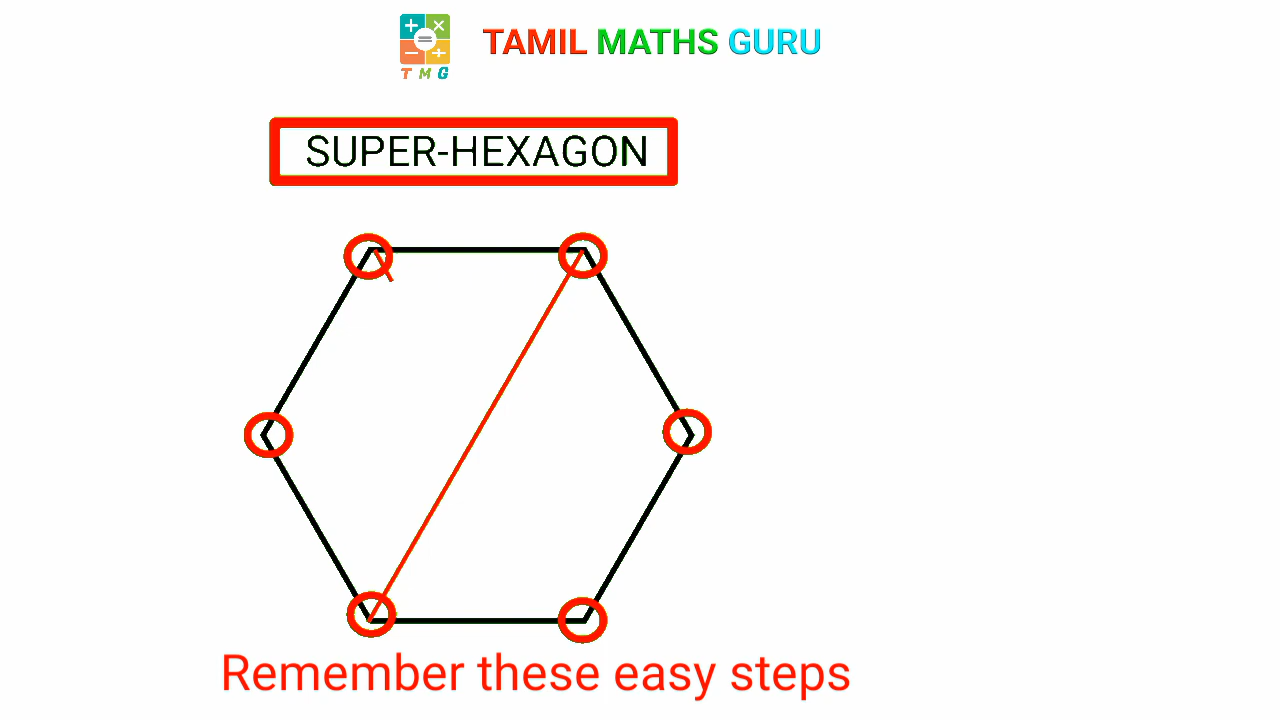 TAMIL MATHS GURU
T M G
SUPER-HEXAGON
Remember these easy steps